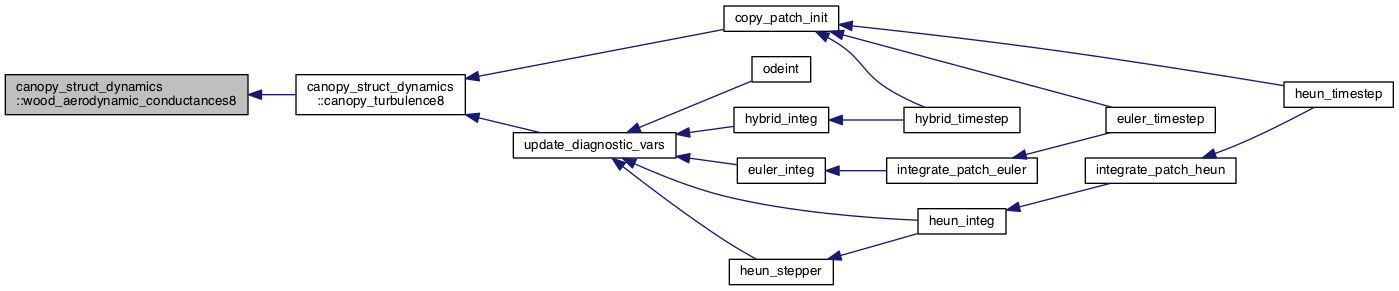 canopy_struct_dynamics
::wood_aerodynamic_conductances8
canopy_struct_dynamics
::canopy_turbulence8
copy_patch_init
update_diagnostic_vars
odeint
hybrid_integ
euler_integ
heun_stepper
hybrid_timestep
integrate_patch_euler
heun_integ
euler_timestep
integrate_patch_heun
heun_timestep